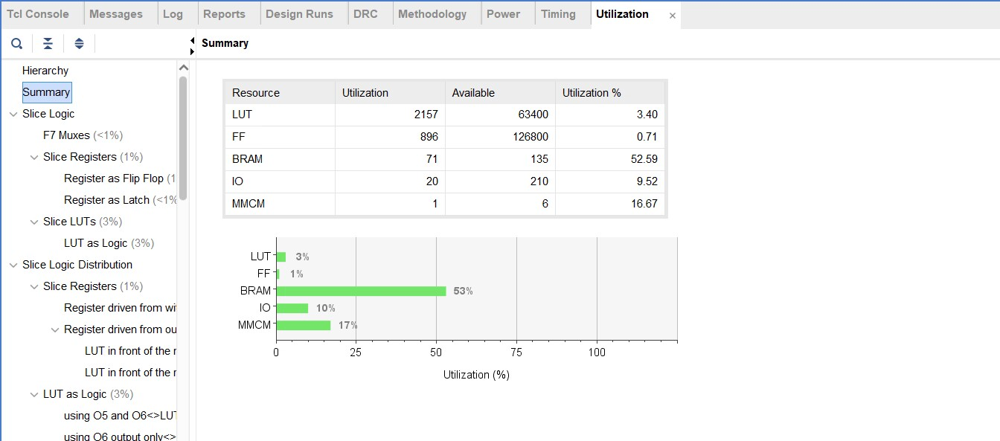 Tcl Console Messages Log Reports Design Runs DRC Methodology Power Timing Utilization ×
Summary
Hierarchy
Summary
Slice Logic
F7 Muxes (<1%)
Slice Registers (1%)
Register as Flip Flop (1
Register as Latch (<1%
Slice LUTs (3%)
LUT as Logic (3%)
Slice Logic Distribution
Slice Registers (1%)
Register driven from wi
Register driven from ou
LUT in front of the r
LUT in front of the r
LUT as Logic (3%)
using O5 and O6<>LUT
using O6 output only<>
Resource Utilization Available Utilization %
LUT 2157 63400 3.40
FF 896 126800 0.71
BRAM 71 135 52.59
IO 20 210 9.52
MMCM 1 6 16.67
LUT 3%
FF 1%
BRAM 53%
IO 10%
MMCM 17%
0 25 50 75 100
Utilization (%)